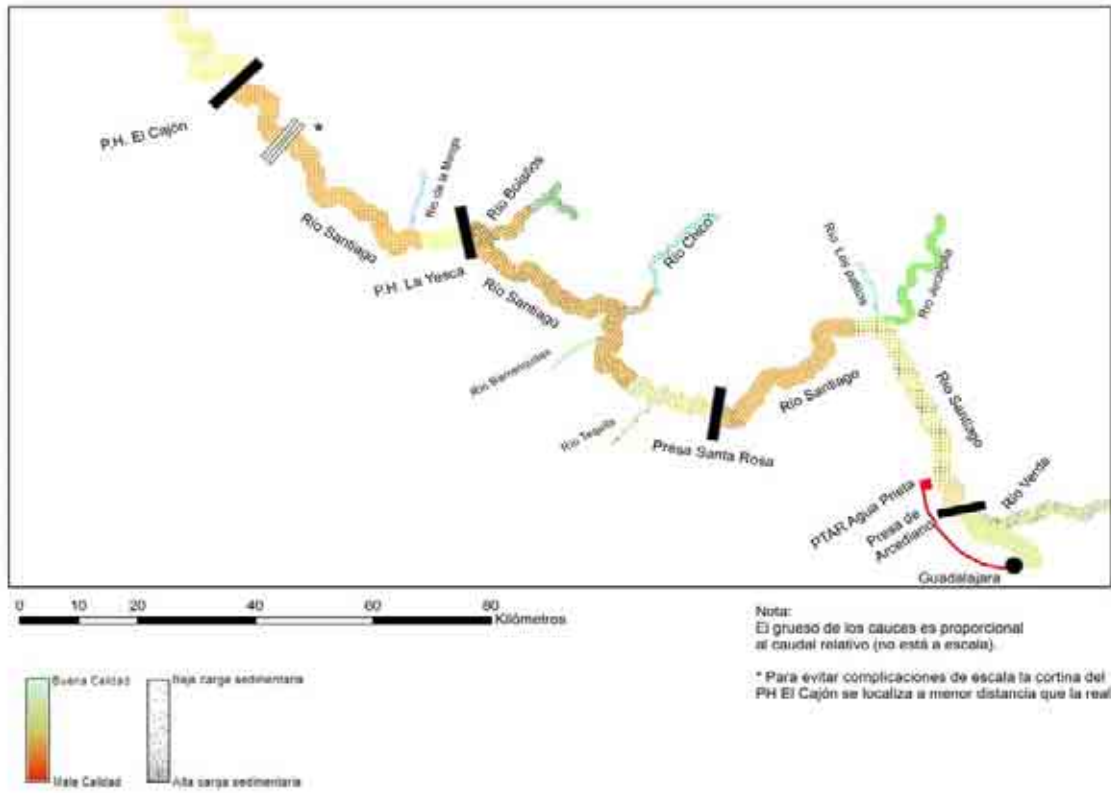 P.H. El Cajón
*
Río Santiago
Río de la Manga
P.H. La Yesca
Río Bolaños
Río Santiago
Río Chico
Río Tequila
Presa Santa Rosa
Río Santiago
Río Los patitos
Río Juchipila
Río Santiago
PTAR Agua Prieta
Presa de
Arcediano
Río Verde
Guadalajara
0 10 20 40 60 80
Kilómetros
Buena Calidad
Mala Calidad
Baja carga sedimentaria
Alta carga sedimentaria
Nota:
El grueso de los cauces es proporcional
al caudal relativo (no está a escala).
* Para evitar complicaciones de escala la cortina del
PH El Cajón se localiza a menor distancia que la real